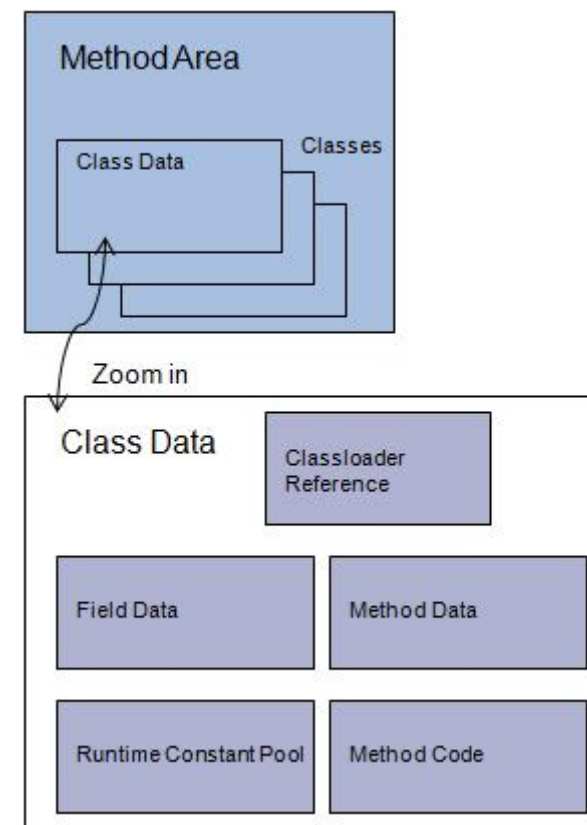 Method Area
Classes
Class Data
Zoom in
Class Data
Classloader
Reference
Field Data
Method Data
Runtime Constant Pool
Method Code